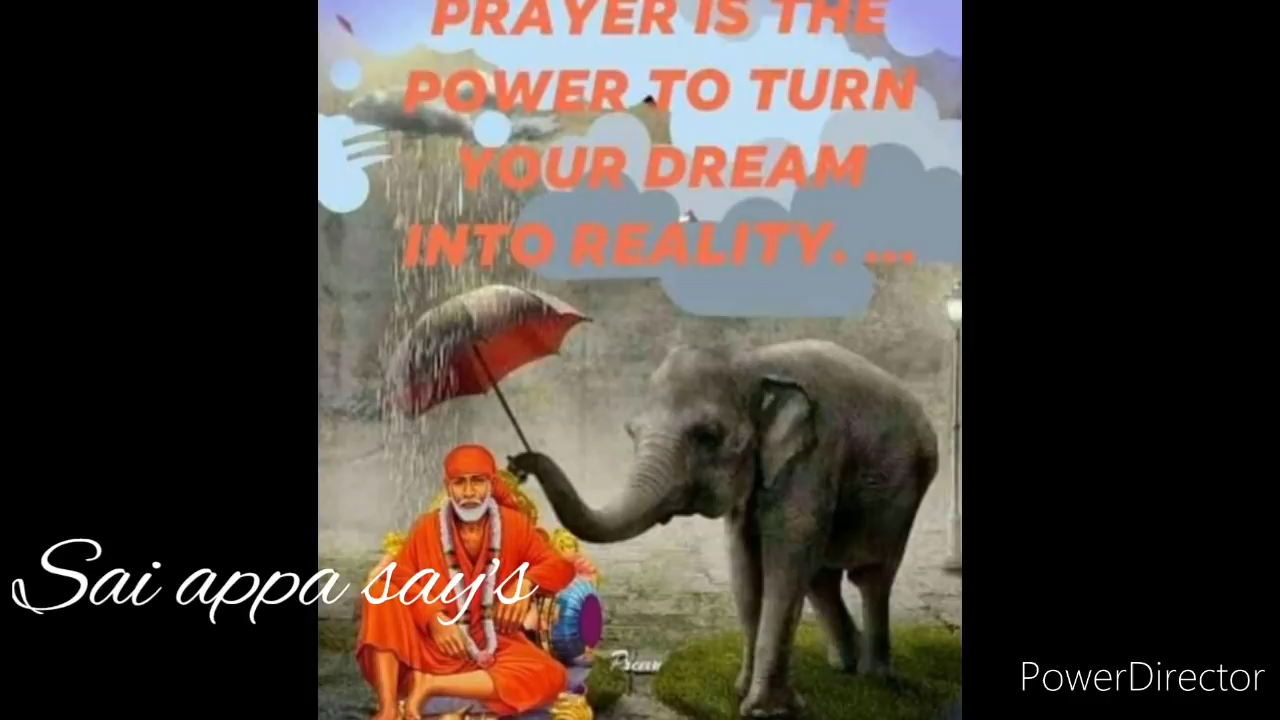 PRAYER IS THE
POWER TO TURN
YOUR DREAM
INTO REALITY. ...
Sai appa say's
PowerDirector